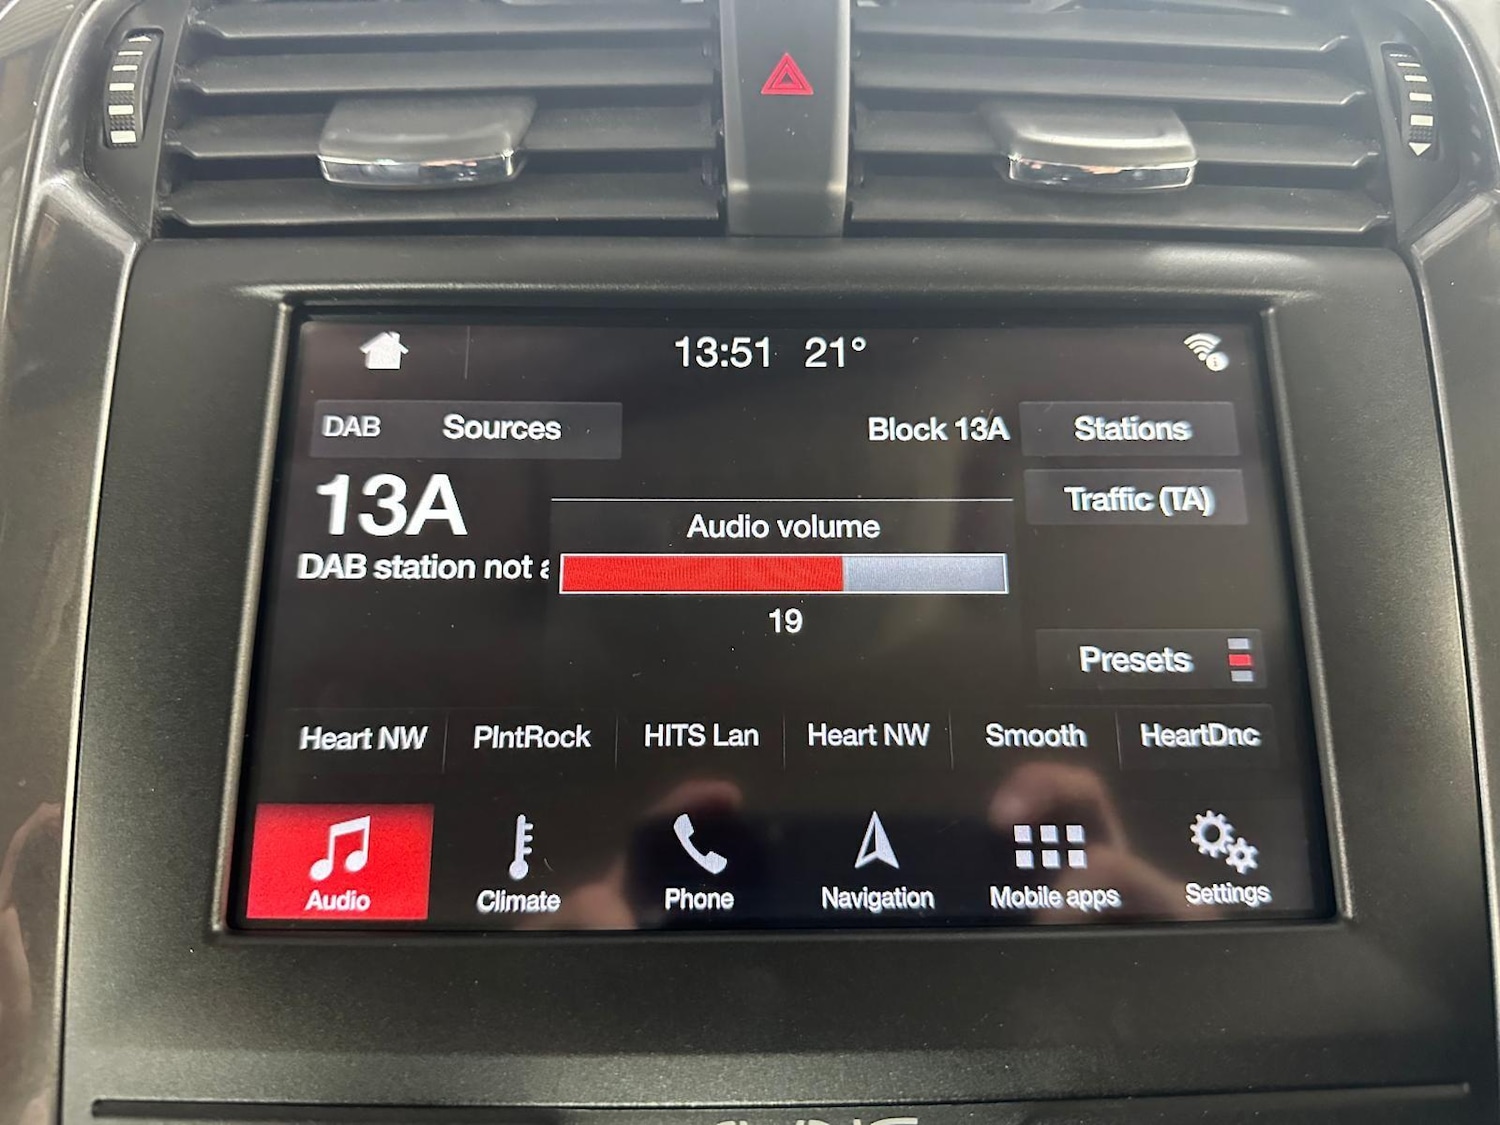 13:51 21°
DAB Sources
Block 13A
Stations
13A
Traffic (TA)
DAB station not
Audio volume
19
Presets
Heart NW
PlntRock
HITS Lan
Heart NW
Smooth
HeartDnc
Audio
Climate
Phone
Navigation
Mobile apps
Settings